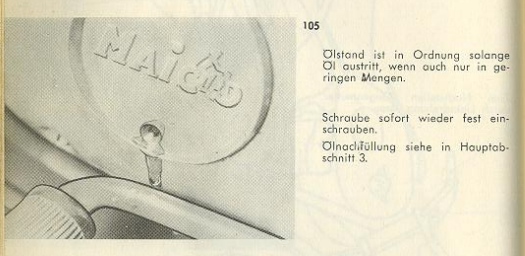 105
MAiCO
Ölstand ist in Ordnung solange
Öl austritt, wenn auch nur in ge-
ringen Mengen.
Schraube sofort wieder fest ein-
schrauben.
Ölnachfüllung siehe in Hauptab-
schnitt 3.